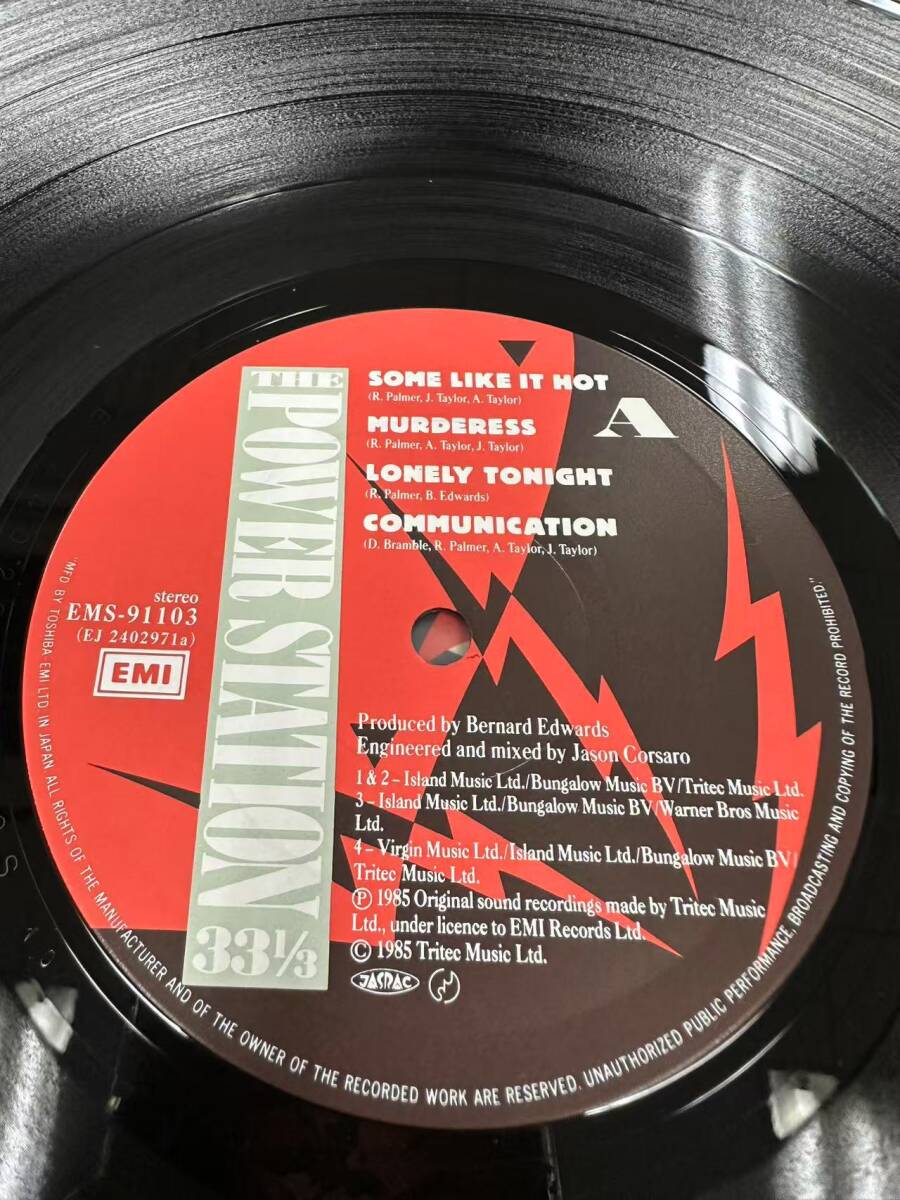 THE
POWER STATION
33 1/3
SOME LIKE IT HOT
(R. Palmer, J. Taylor, A. Taylor)
MURDERESS
(R. Palmer, A. Taylor, J. Taylor)
LONELY TONIGHT
(R. Palmer, B. Edwards)
COMMUNICATION
(D. Bramble, R. Palmer, A. Taylor, J. Taylor)
A
stereo
EMS-91103
(EJ 2402971a)
EMI
Produced by Bernard Edwards
Engineered and mixed by Jason Corsaro
1 & 2 – Island Music Ltd./Bungalow Music BV/Tritec Music Ltd.
3 – Island Music Ltd./Bungalow Music BV/Warner Bros Music
Ltd.
4 – Virgin Music Ltd./Island Music Ltd./Bungalow Music BV/
Tritec Music Ltd.
Ⓟ 1985 Original sound recordings made by Tritec Music
Ltd., under licence to EMI Records Ltd.
© 1985 Tritec Music Ltd.
JASRAC
"MFD BY TOSHIBA-EMI LTD. IN JAPAN ALL RIGHTS OF THE MANUFACTURER AND OF THE OWNER OF THE RECORDED WORK ARE RESERVED. UNAUTHORIZED PUBLIC PERFORMANCE, BROADCASTING AND COPYING OF THE RECORD PROHIBITED."